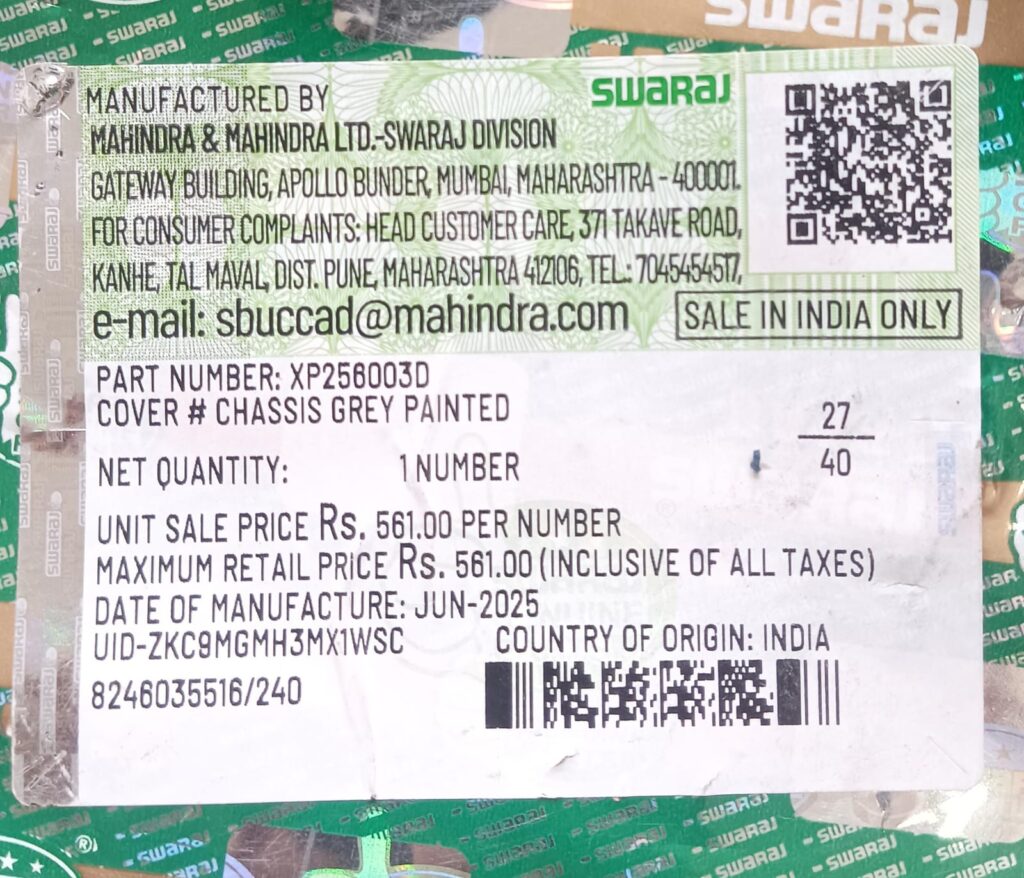 swaraj
MANUFACTURED BY
swaraj
MAHINDRA & MAHINDRA LTD.-SWARAJ DIVISION
GATEWAY BUILDING, APOLLO BUNDER, MUMBAI, MAHARASHTRA - 400001.
FOR CONSUMER COMPLAINTS: HEAD CUSTOMER CARE, 371 TAKAVE ROAD,
KANHE, TAL MAVAL, DIST. PUNE, MAHARASHTRA 412106, TEL.: 7045454517,
e-mail: sbuccad@mahindra.com
SALE IN INDIA ONLY
PART NUMBER: XP256003D
COVER # CHASSIS GREY PAINTED
27
40
NET QUANTITY: 1 NUMBER
UNIT SALE PRICE Rs. 561.00 PER NUMBER
MAXIMUM RETAIL PRICE Rs. 561.00 (INCLUSIVE OF ALL TAXES)
DATE OF MANUFACTURE: JUN-2025
UID-ZKC9MGMH3MX1WSC COUNTRY OF ORIGIN: INDIA
8246035516/240